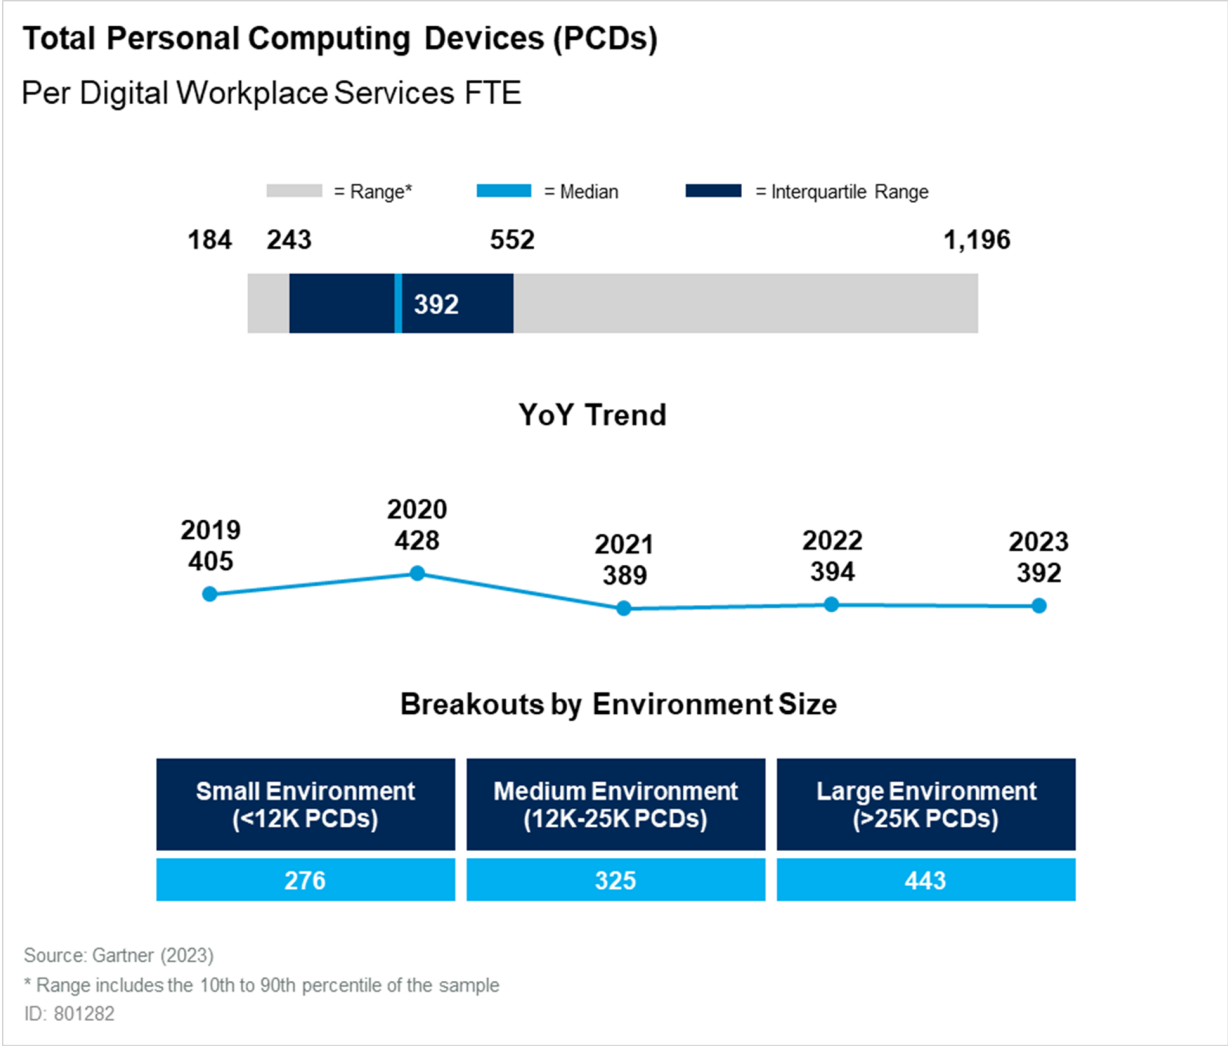 Total Personal Computing Devices (PCDs)
Per Digital Workplace Services FTE
= Range* = Median = Interquartile Range
184 243 552 1,196
392
YoY Trend
2019
405
2020
428
2021
389
2022
394
2023
392
Breakouts by Environment Size
Small Environment
(<12K PCDs)
276
Medium Environment
(12K-25K PCDs)
325
Large Environment
(>25K PCDs)
443
Source: Gartner (2023)
* Range includes the 10th to 90th percentile of the sample
ID: 801282